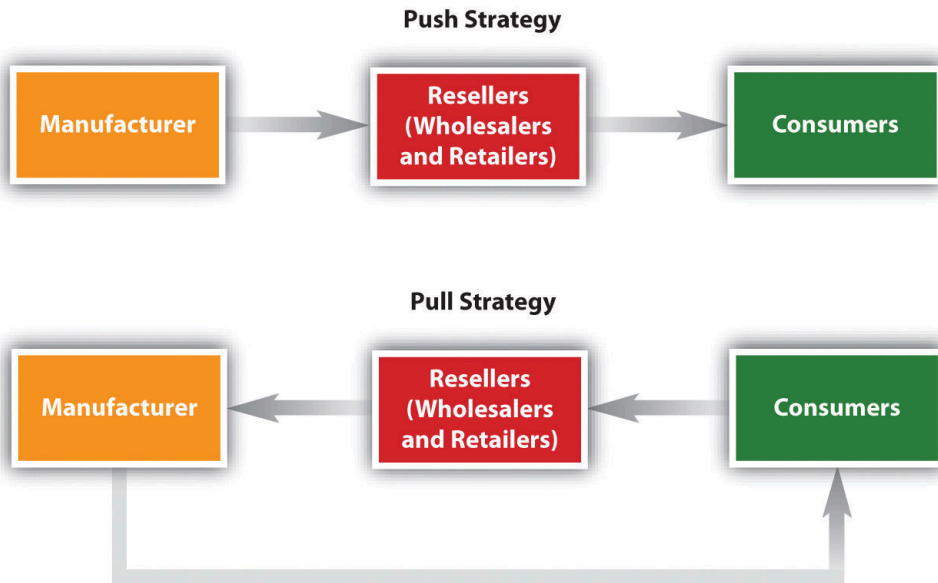 Push Strategy
Manufacturer
Resellers
(Wholesalers
and Retailers)
Consumers
Pull Strategy
Manufacturer
Resellers
(Wholesalers
and Retailers)
Consumers